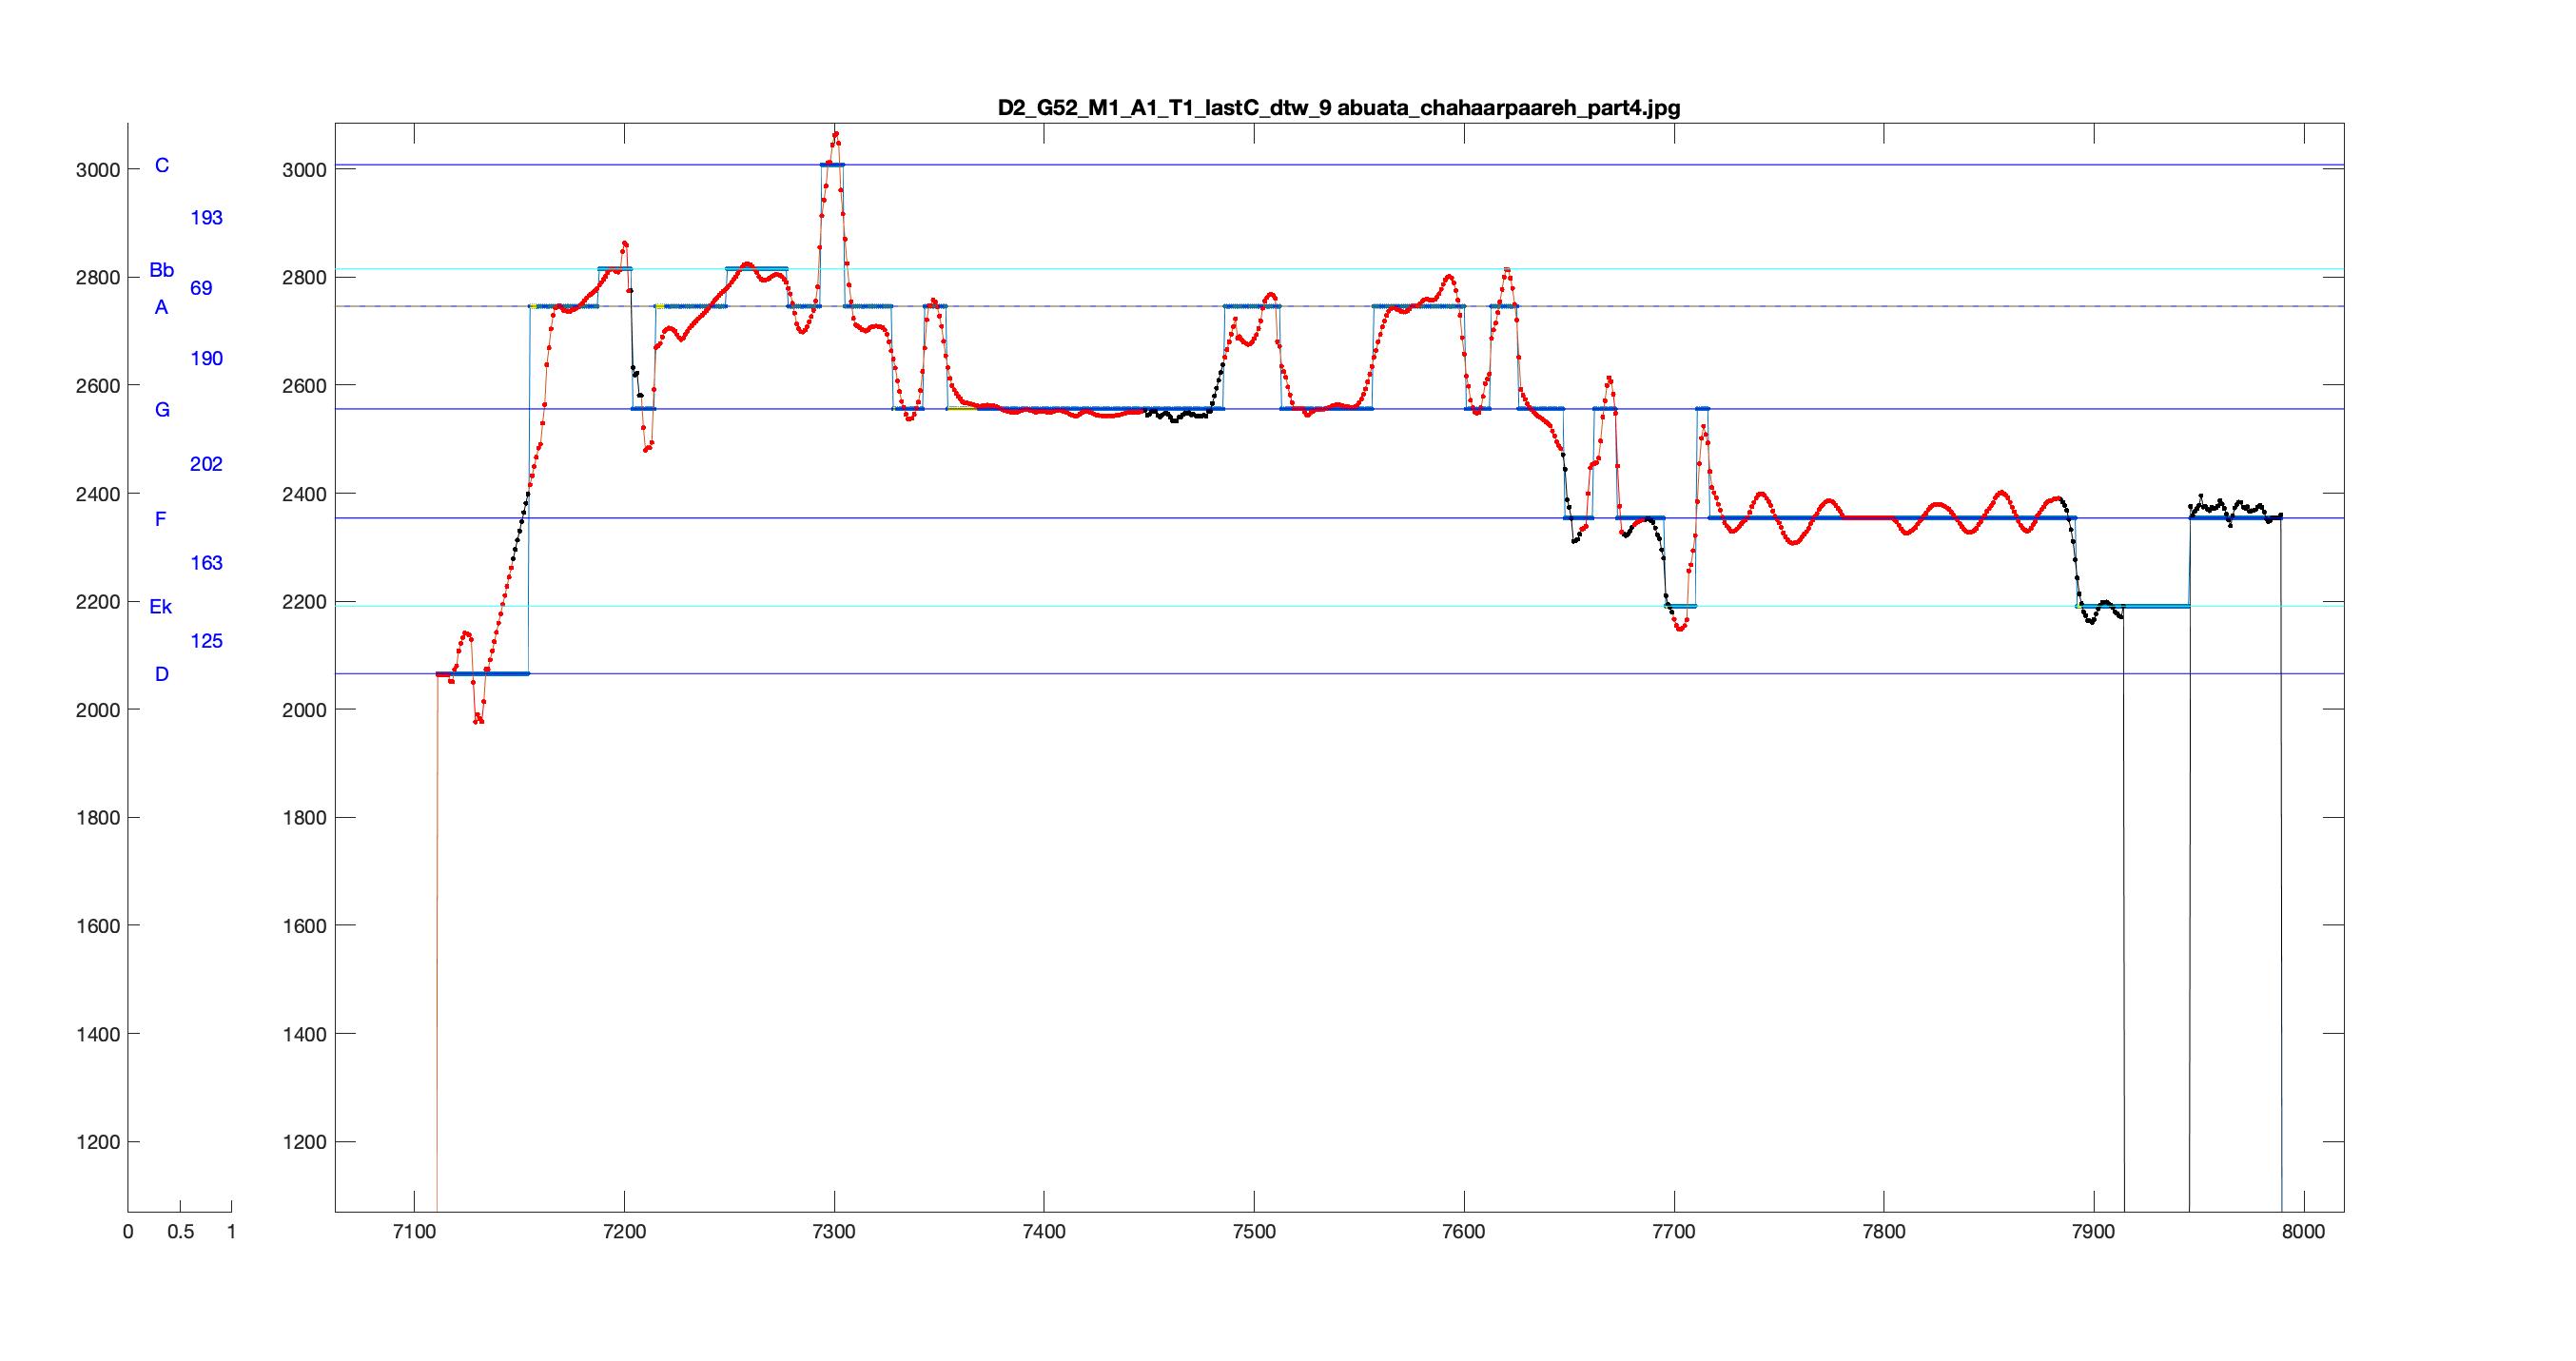 D2_G52_M1_A1_T1_lastC_dtw_9 abuata_chahaarpaareh_part4.jpg
3000 C 3000
193
2800 Bb 2800
69
A
190
2600 2600
G
202
2400 2400
F
163
2200 Ek 2200
125
D
2000 2000
1800 1800
1600 1600
1400 1400
1200 1200
0 0.5 1 7100 7200 7300 7400 7500 7600 7700 7800 7900 8000